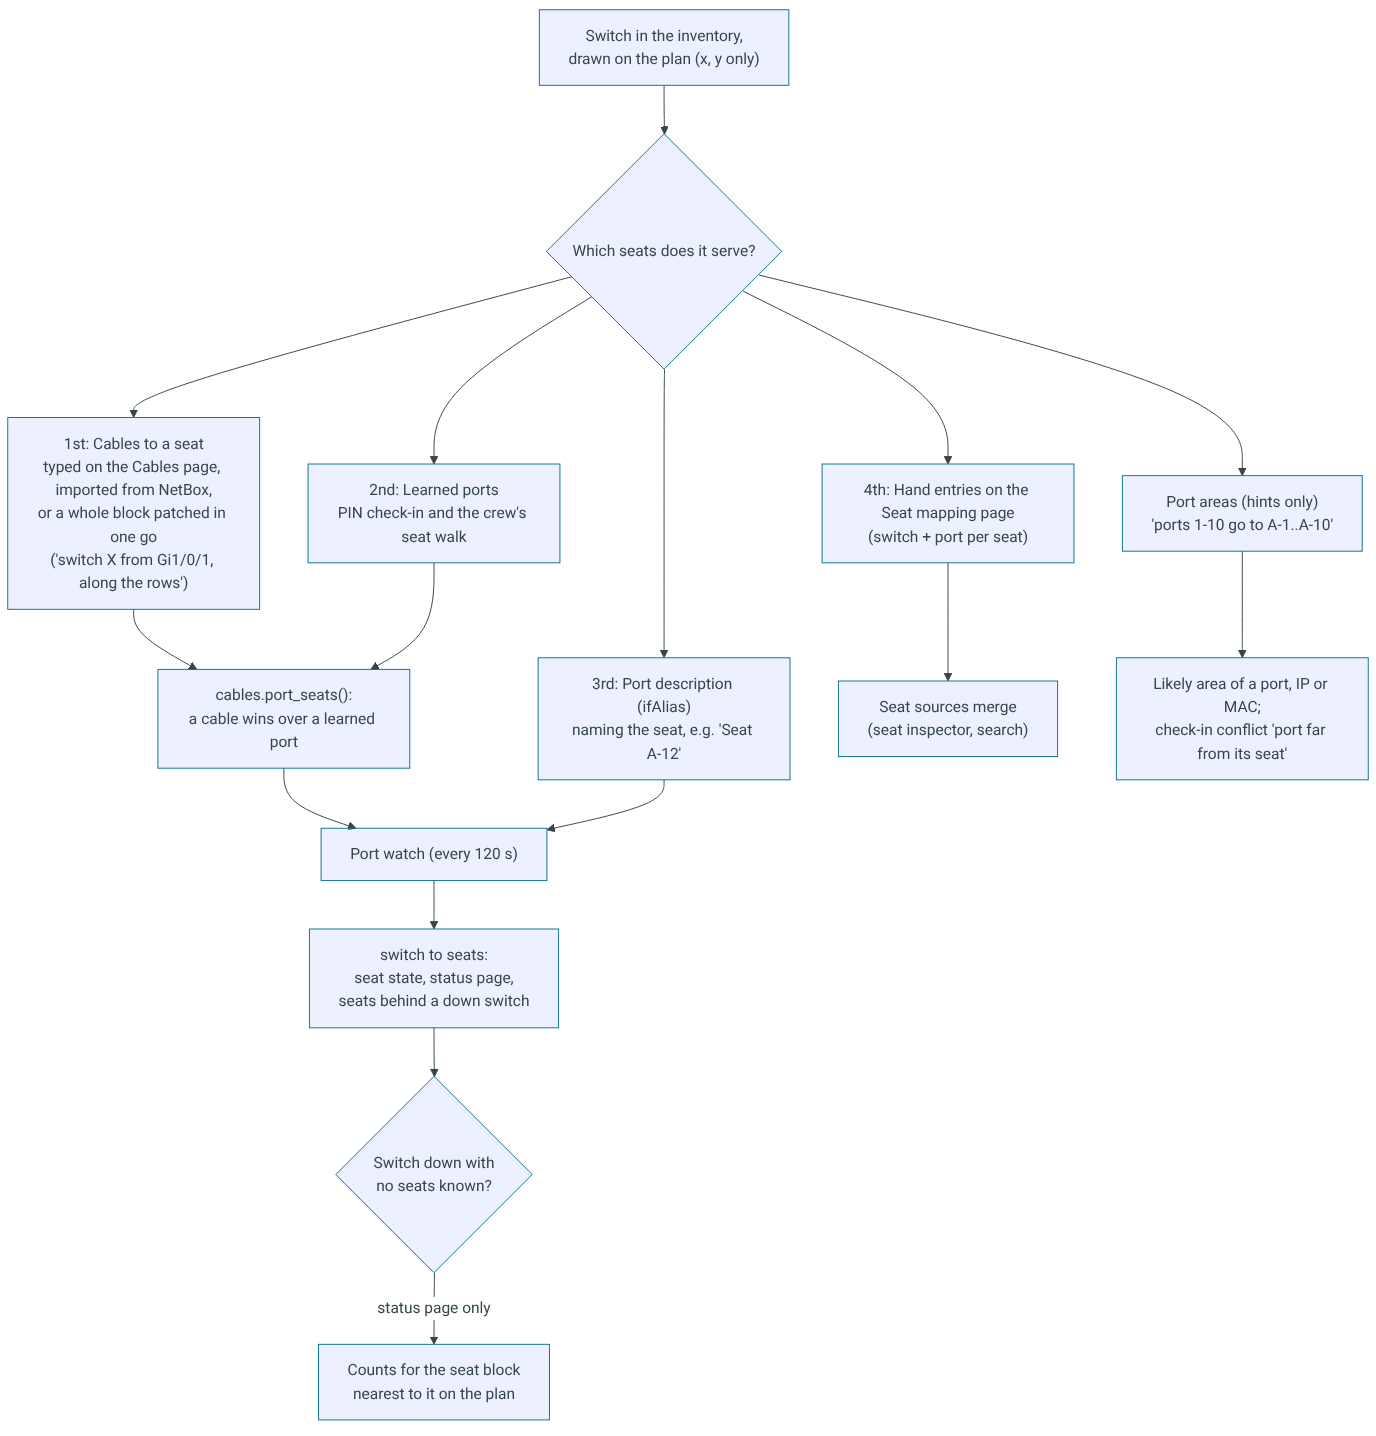 Switch in the inventory,
drawn on the plan (x, y only)
Which seats does it serve?
1st: Cables to a seat
typed on the Cables page,
imported from NetBox,
or a whole block patched in
one go
('switch X from Gi1/0/1,
along the rows')
2nd: Learned ports
PIN check-in and the crew's
seat walk
4th: Hand entries on the
Seat mapping page
(switch + port per seat)
Port areas (hints only)
'ports 1-10 go to A-1..A-10'
cables.port_seats():
a cable wins over a learned
port
3rd: Port description
(ifAlias)
naming the seat, e.g. 'Seat
A-12'
Seat sources merge
(seat inspector, search)
Likely area of a port, IP or
MAC;
check-in conflict 'port far
from its seat'
Port watch (every 120 s)
switch to seats:
seat state, status page,
seats behind a down switch
Switch down with
no seats known?
status page only
Counts for the seat block
nearest to it on the plan